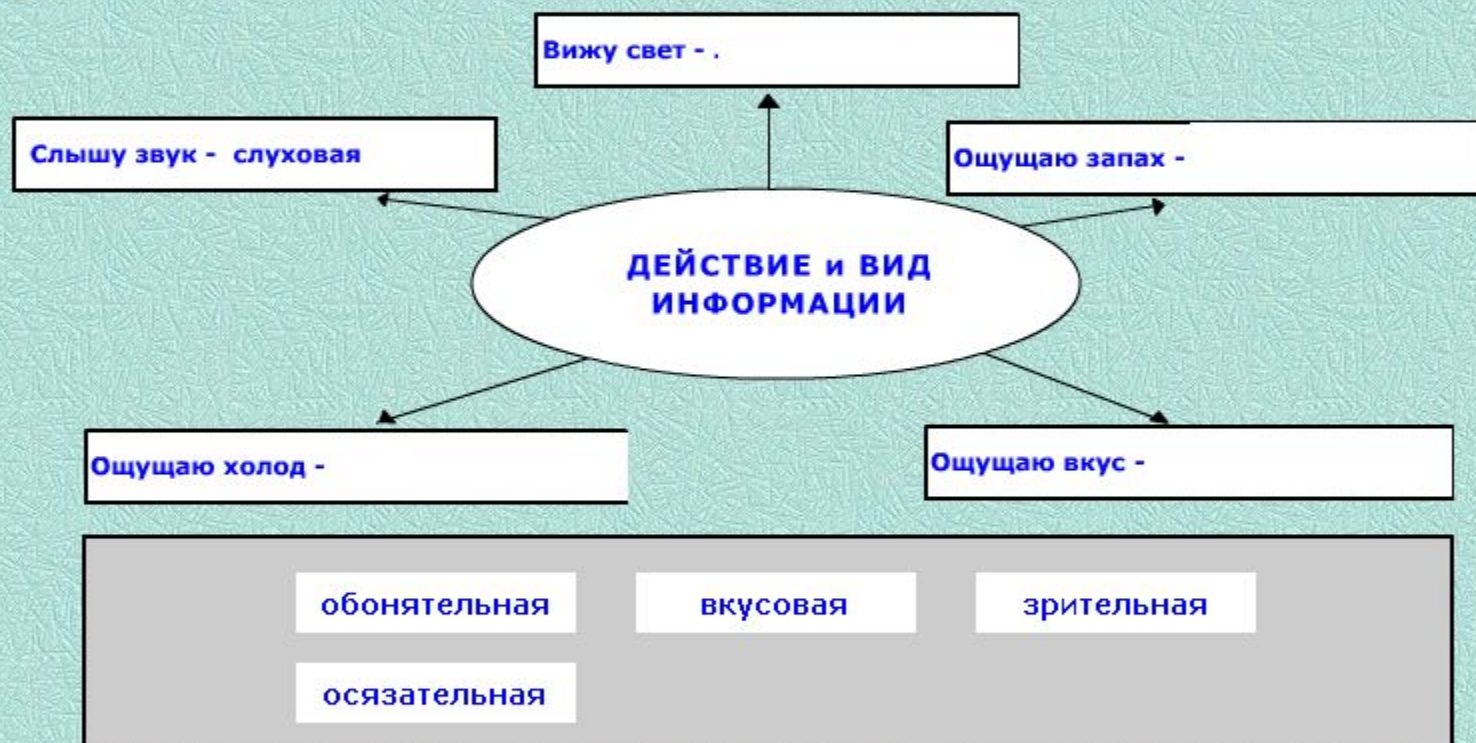 Вижу свет - .
Слышу звук - слуховая
Ощущаю запах -
ДЕЙСТВИЕ и ВИД
ИНФОРМАЦИИ
Ощущаю холод -
Ощущаю вкус -
обонятельная вкусовая зрительная
осязательная